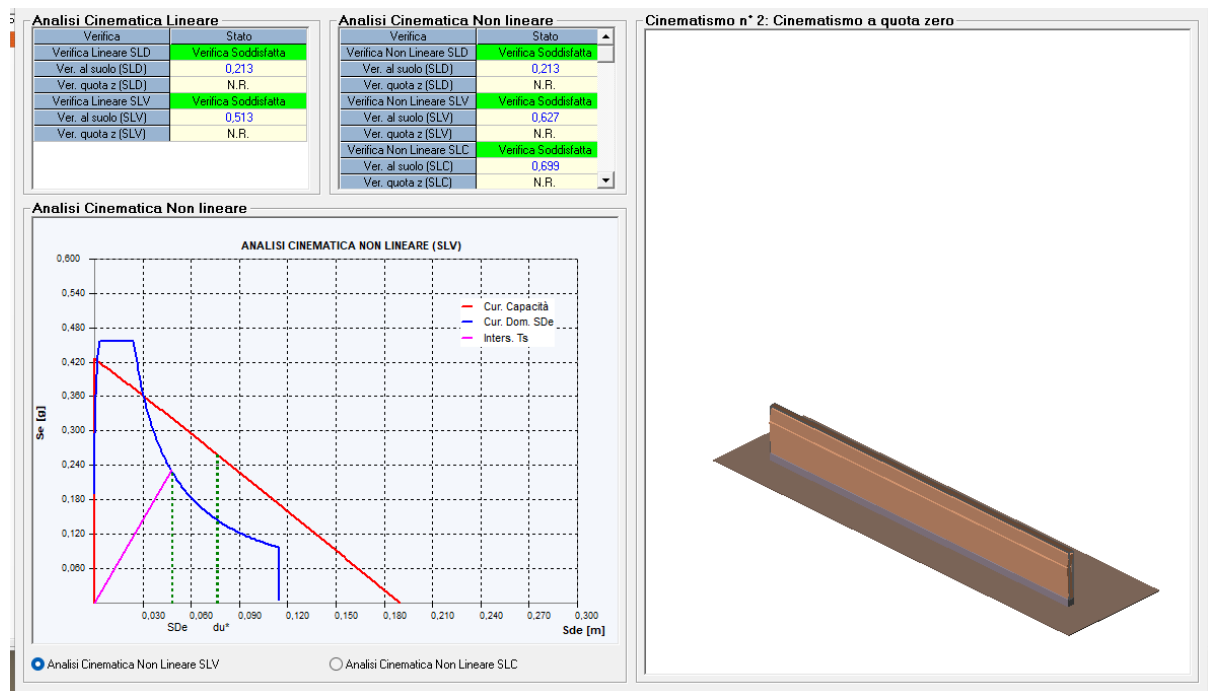 Analisi Cinematica Lineare
Verifica Stato
Verifica Lineare SLD Verifica Soddisfatta
Ver. al suolo (SLD) 0,213
Ver. quota z (SLD) N.R.
Verifica Lineare SLV Verifica Soddisfatta
Ver. al suolo (SLV) 0,513
Ver. quota z (SLV) N.R.
Analisi Cinematica Non lineare
Verifica Stato
Verifica Non Lineare SLD Verifica Soddisfatta
Ver. al suolo (SLD) 0,213
Ver. quota z (SLD) N.R.
Verifica Non Lineare SLV Verifica Soddisfatta
Ver. al suolo (SLV) 0,627
Ver. quota z (SLV) N.R.
Verifica Non Lineare SLC Verifica Soddisfatta
Ver. al suolo (SLC) 0,699
Ver. quota z (SLC) N.R.
Cinematismo n° 2: Cinematismo a quota zero
Analisi Cinematica Non lineare
ANALISI CINEMATICA NON LINEARE (SLV)
0,600
0,540
0,480
0,420
0,360
0,300
0,240
0,180
0,120
0,060
Se [g]
Cur. Capacità
Cur. Dom. SDe
Inters. Ts
0,030 0,060 0,090 0,120 0,150 0,180 0,210 0,240 0,270 0,300
SDe du*
Sde [m]
Analisi Cinematica Non Lineare SLV
Analisi Cinematica Non Lineare SLC